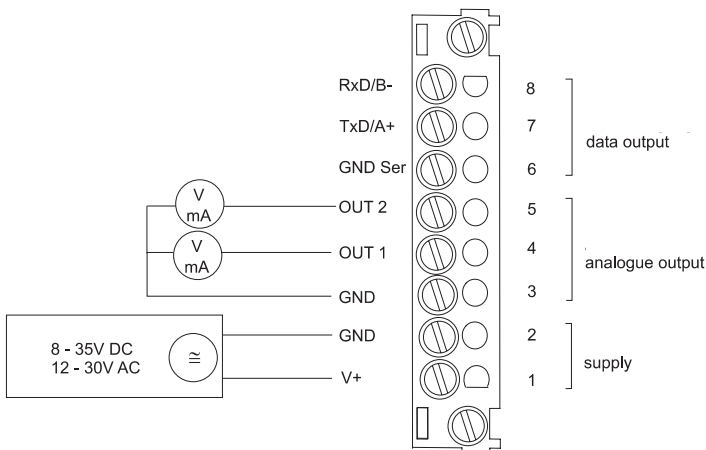 RxD/B-
8
TxD/A+
7
data output
GND Ser
6
V
mA
OUT 2
5
V
mA
OUT 1
4
analogue output
GND
3
GND
2
8 - 35V DC
12 - 30V AC
≅
supply
V+
1